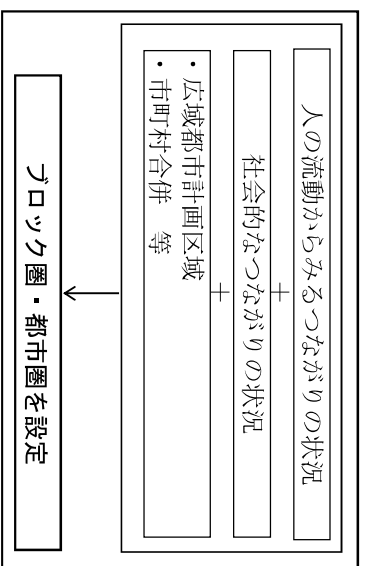 人の流動からみるつながりの状況
＋
社会的なつながりの状況
＋
・広域都市計画区域
・市町村合併　等
ブロック圏・都市圏を設定